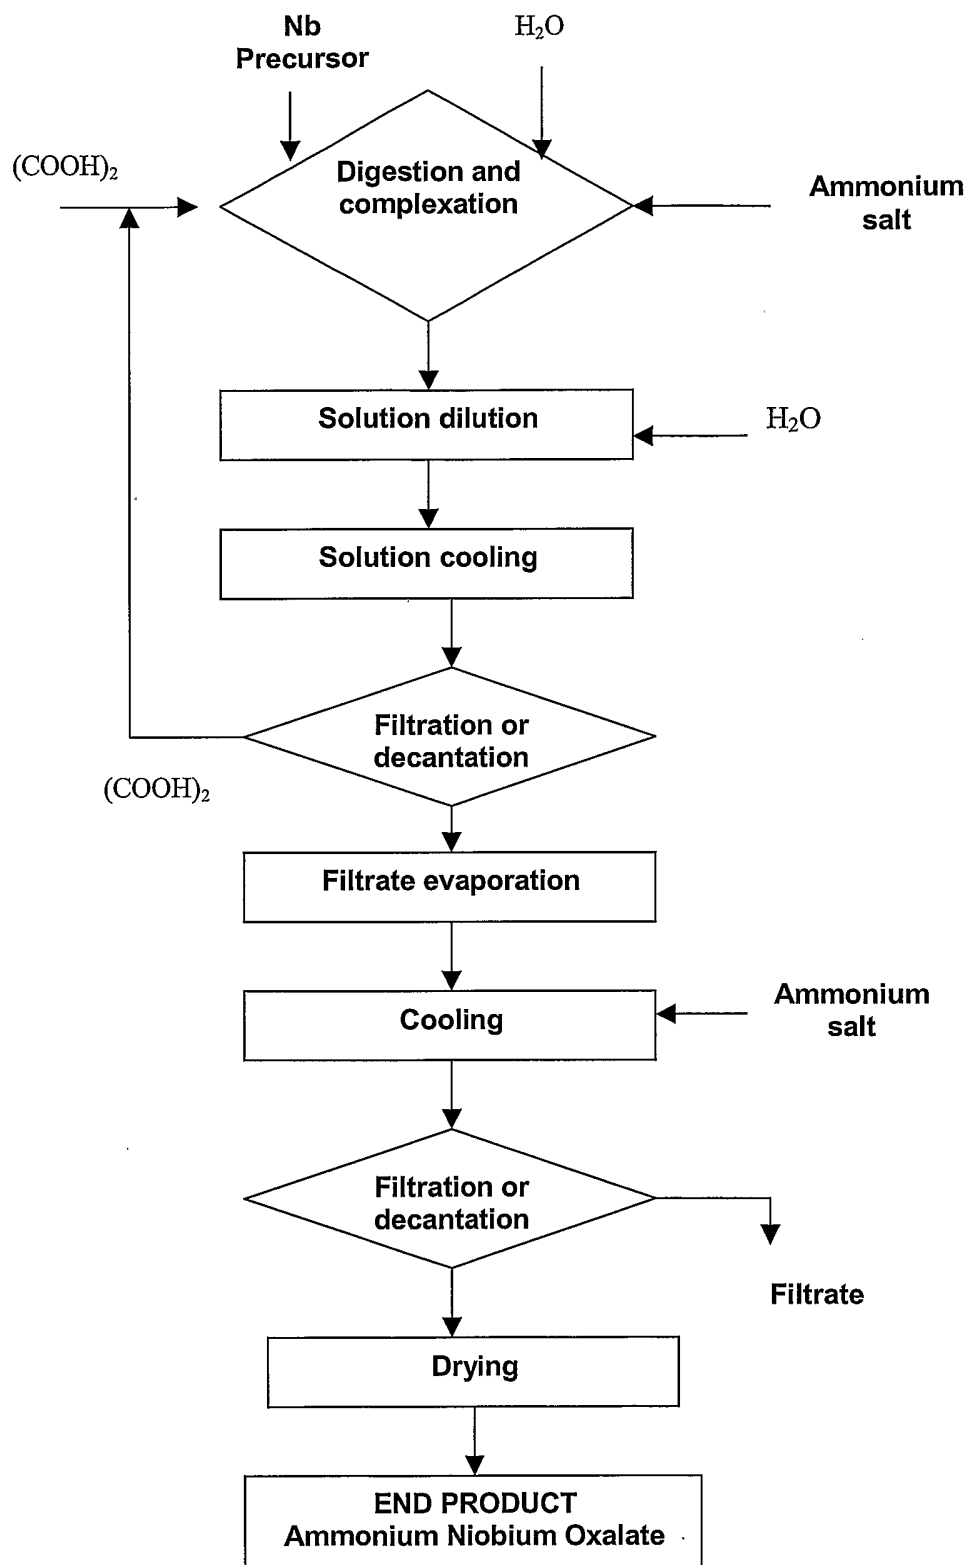 Nb
Precursor
H₂O
(COOH)₂
Digestion and
complexation
Ammonium
salt
Solution dilution
H₂O
Solution cooling
Filtration or
decantation
(COOH)₂
Filtrate evaporation
Cooling
Ammonium
salt
Filtration or
decantation
Filtrate
Drying
END PRODUCT
Ammonium Niobium Oxalate